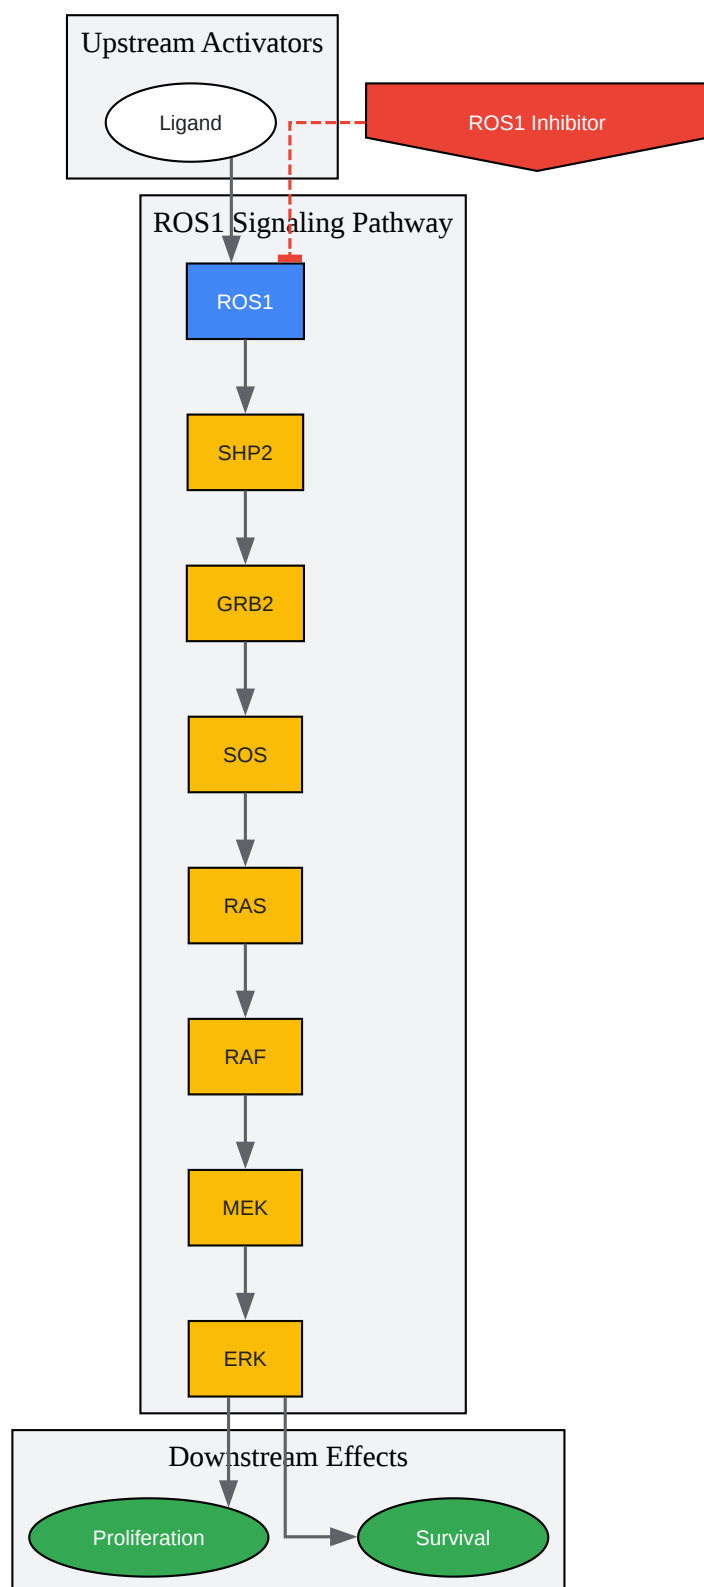 Upstream Activators
Ligand
ROS1 Inhibitor
ROS1 Signaling Pathway
ROS1
SHP2
GRB2
SOS
RAS
RAF
MEK
ERK
Downstream Effects
Proliferation
Survival